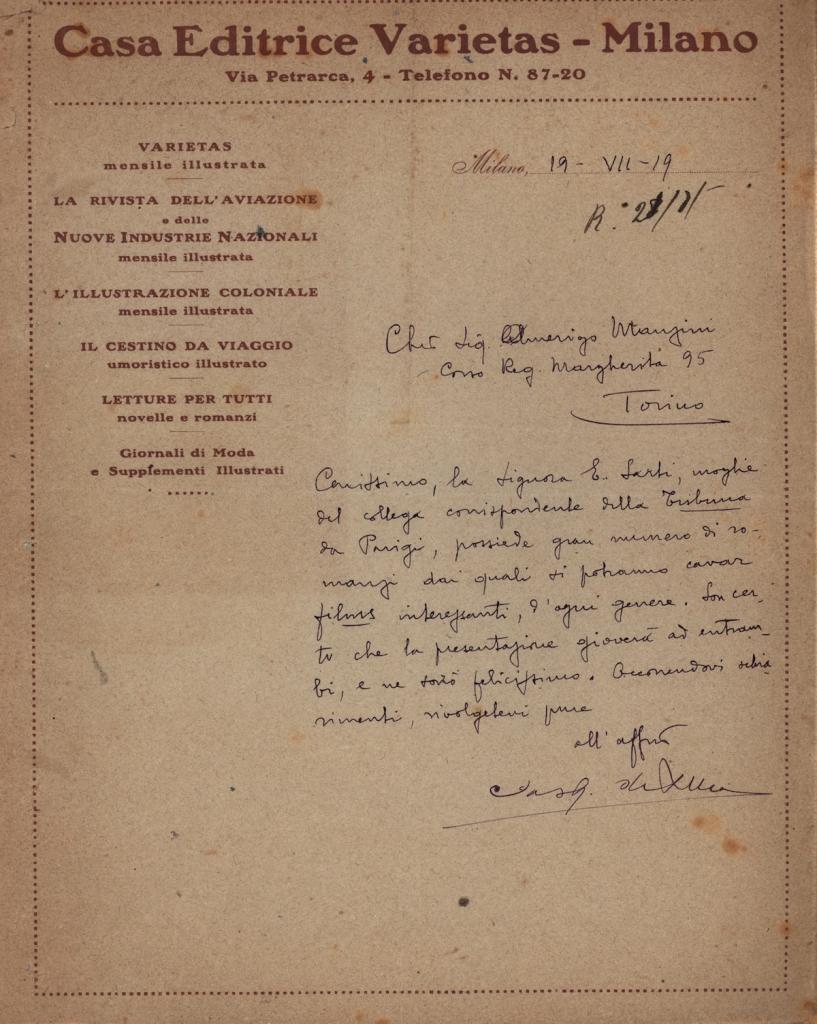 Casa Editrice Varietas - Milano
Via Petrarca, 4 - Telefono N. 87-20
VARIETAS
mensile illustrata
LA RIVISTA DELL'AVIAZIONE
e delle
NUOVE INDUSTRIE NAZIONALI
mensile illustrata
L'ILLUSTRAZIONE COLONIALE
mensile illustrata
IL CESTINO DA VIAGGIO
umoristico illustrato
LETTURE PER TUTTI
novelle e romanzi
Giornali di Moda
e Supplementi Illustrati
Milano, 19 - VII - 19
R.
Sig. Almerigo Manzini
Corso Reg. Margherita 95
Torino
Carissimo, la Signora E. Sarti, moglie
del collega corrispondente della Tribuna
da Parigi, possiede gran numero di ro-
manzi dai quali si potranno cavar
films interessanti, d'ogni genere. Son cer-
to che la presentazione gioverà ad entram-
bi, e ne sarò felicissimo. Occorrendovi schia
rimenti, rivolgetevi pure
all'affmo